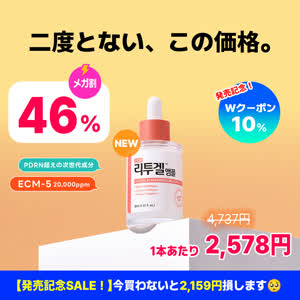 二度とない、この価格。
メガ割
46%
発売記念！
Wクーポン
10%
PDRN越えの次世代成分
ECM-5 20,000ppm
NEW
리투겔
앰플
4,737円
1本あたり 2,578円
【発売記念SALE！】今買わないと2,159円損します🥺